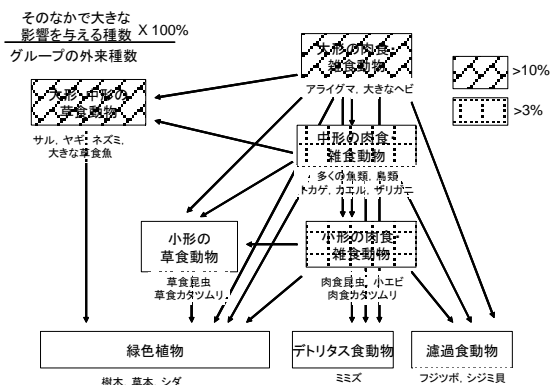 そのなかで大きな
影響を与える種数 X 100%
グループの外来種数
大形の肉食・
雑食動物
アライグマ, 大きなヘビ
>10%
>3%
大形・中形の
草食動物
サル, ヤギ, ネズミ,
大きな草食魚
中形の肉食・
雑食動物
多くの魚類, 鳥類
トカゲ, カエル, ザリガニ
小形の
草食動物
草食昆虫
草食カタツムリ
小形の肉食・
雑食動物
肉食昆虫, 小エビ
肉食カタツムリ
緑色植物
樹木, 草本, シダ
デトリタス食動物
ミミズ
濾過食動物
フジツボ, シジミ貝